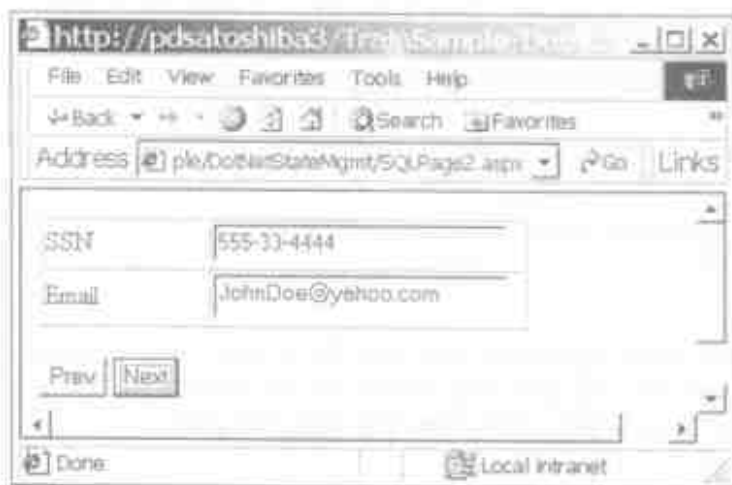 http://pdsatoshiba3/
File Edit View Favorites Tools Help
Back Search Favorites
Address ple/DotNetStateMgmt/SQLPage2.aspx Go Links
SSN 555-33-4444
Email JohnDoe@yahoo.com
Prev Next
Done Local intranet